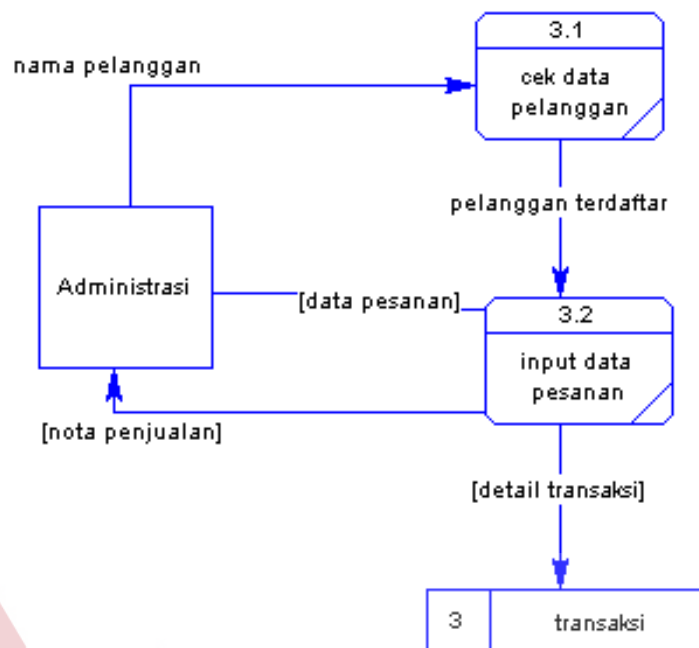 3.1
nama pelanggan
cek data
pelanggan
pelanggan terdaftar
Administrasi
[data pesanan]
3.2
input data
pesanan
[nota penjualan]
[detail transaksi]
3
transaksi